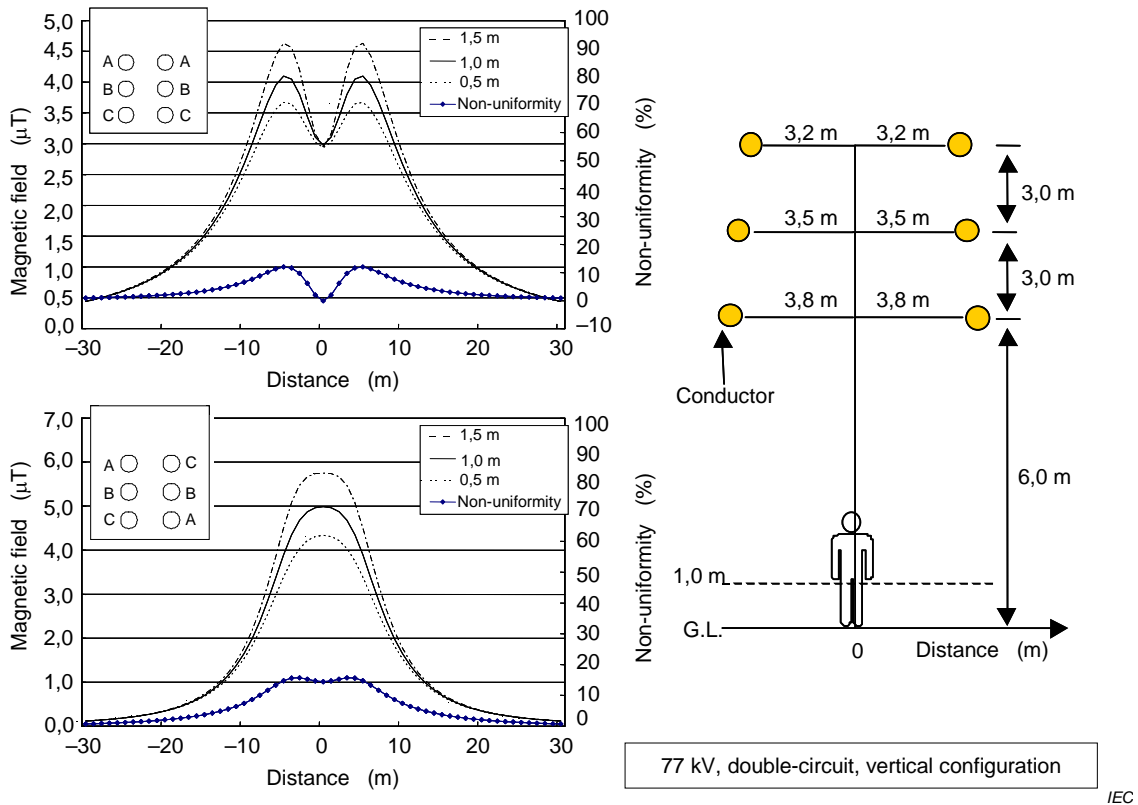 5,0
4,5
4,0
3,5
3,0
2,5
2,0
1,5
1,0
0,5
0,0
Magnetic field (μT)
A A
B B
C C
1,5 m
1,0 m
0,5 m
Non-uniformity
100
90
80
70
60
50
40
30
20
10
0
–10
Non-uniformity (%)
–30 –20 –10 0 10 20 30
Distance (m)
7,0
6,0
5,0
4,0
3,0
2,0
1,0
0,0
Magnetic field (μT)
A C
B B
C A
1,5 m
1,0 m
0,5 m
Non-uniformity
100
90
80
70
60
50
40
30
20
10
0
Non-uniformity (%)
–30 –20 –10 0 10 20 30
Distance (m)
3,2 m 3,2 m
3,0 m
3,5 m 3,5 m
3,0 m
3,8 m 3,8 m
Conductor
6,0 m
1,0 m
G.L.
0 Distance (m)
77 kV, double-circuit, vertical configuration
IEC